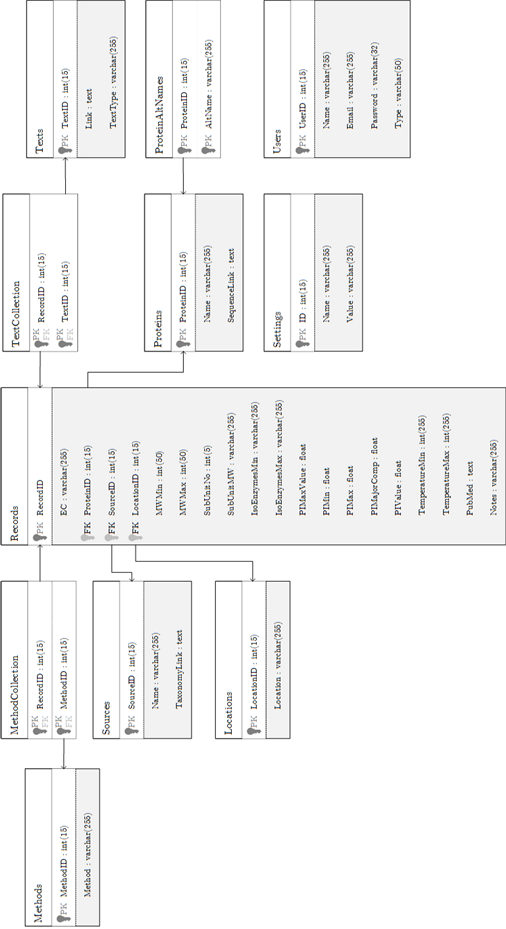 Methods
PK MethodID : int(15)
Method : varchar(255)
MethodCollection
PK FK RecordID : int(15)
PK FK MethodID : int(15)
Sources
PK SourceID : int(15)
Name : varchar(255)
TaxonomyLink : text
Locations
PK LocationID : int(15)
Location : varchar(255)
Records
PK RecordID
EC : varchar(255)
FK ProteinID : int(15)
FK SourceID : int(15)
FK LocationID : int(15)
MWMin : int(50)
MWMax : int(50)
SubUnitNo : int(5)
SubUnitMW : varchar(255)
IsoEnzymesMin : varchar(255)
IsoEnzymesMax : varchar(255)
PIMaxValue : float
PIMin : float
PIMax : float
PIMajorComp : float
PIValue : float
TemperatureMin : int(255)
TemperatureMax : int(255)
PubMed : text
Notes : varchar(255)
TextCollection
PK FK RecordID : int(15)
PK FK TextID : int(15)
Proteins
PK ProteinID : int(15)
Name : varchar(255)
SequenceLink : text
Settings
PK ID : int(15)
Name : varchar(255)
Value : varchar(255)
Texts
PK TextID : int(15)
Link : text
TextType : varchar(255)
ProteinAltNames
PK ProteinID : int(15)
PK AltName : varchar(255)
Users
PK UserID : int(15)
Name : varchar(255)
Email : varchar(255)
Password : varchar(32)
Type : varchar(50)